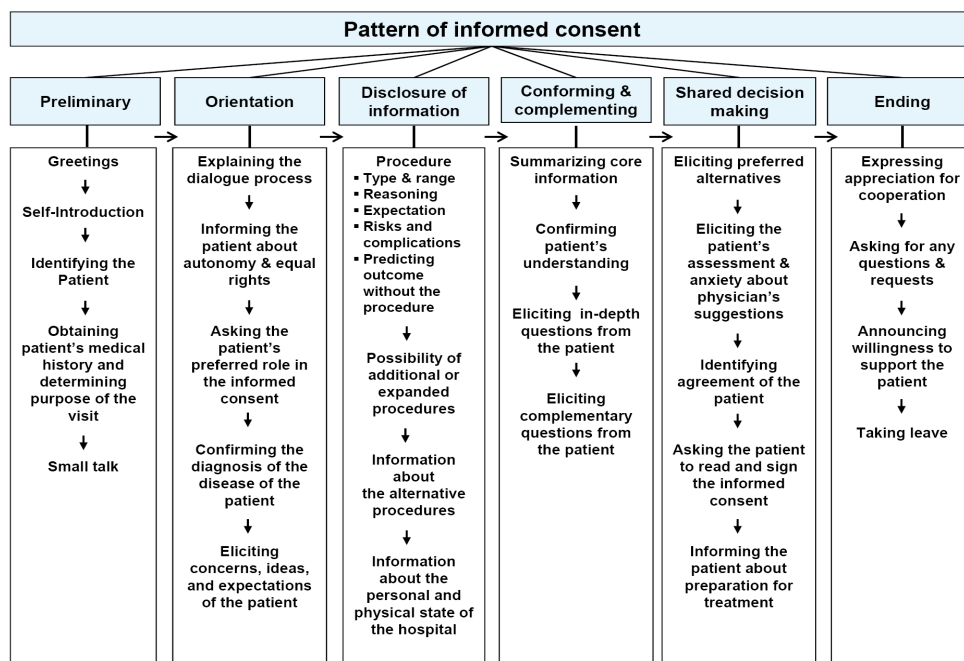 Pattern of informed consent
Preliminary
Orientation
Disclosure of
information
Conforming &
complementing
Shared decision
making
Ending
Greetings
Self-Introduction
Identifying the
Patient
Obtaining
patient's medical
history and
determining
purpose of the
visit
Small talk
Explaining the
dialogue process
Informing the
patient about
autonomy & equal
rights
Asking the
patient's
preferred role in
the informed
consent
Confirming the
diagnosis of the
disease of the
patient
Eliciting
concerns, ideas,
and expectations
of the patient
Procedure
▪ Type & range
▪ Reasoning
▪ Expectation
▪ Risks and
complications
▪ Predicting
outcome
without the
procedure
Possibility of
additional or
expanded
procedures
Information
about
the alternative
procedures
Information
about the
personal and
physical state of
the hospital
Summarizing core
information
Confirming
patient's
understanding
Eliciting in-depth
questions from
the patient
Eliciting
complementary
questions from
the patient
Eliciting preferred
alternatives
Eliciting the
patient's
assessment &
anxiety about
physician's
suggestions
Identifying
agreement of the
patient
Asking the patient
to read and sign
the informed
consent
Informing the
patient about
preparation for
treatment
Expressing
appreciation for
cooperation
Asking for any
questions &
requests
Announcing
willingness to
support the
patient
Taking leave